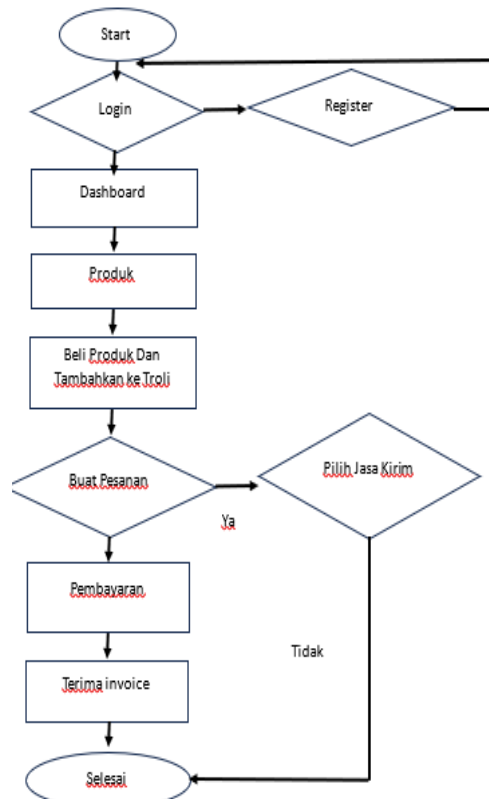 Start
Login
Register
Dashboard
Produk
Beli Produk Dan
Tambahkan ke Troli
Buat Pesanan
Pilih Jasa Kirim
Ya
Pembayaran
Tidak
Terima invoice
Selesai